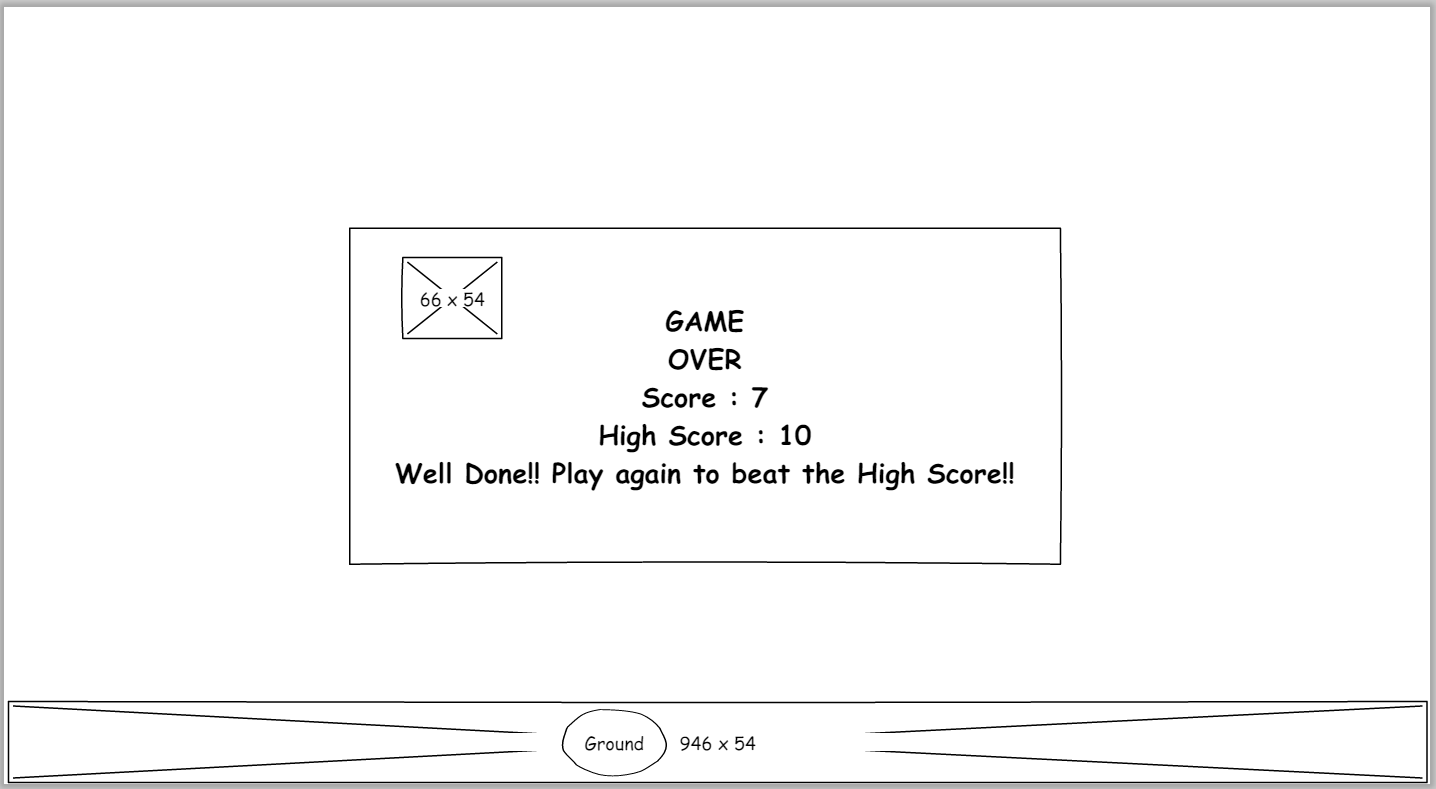 66 x 54
GAME
OVER
Score : 7
High Score : 10
Well Done!! Play again to beat the High Score!!
Ground 946 x 54